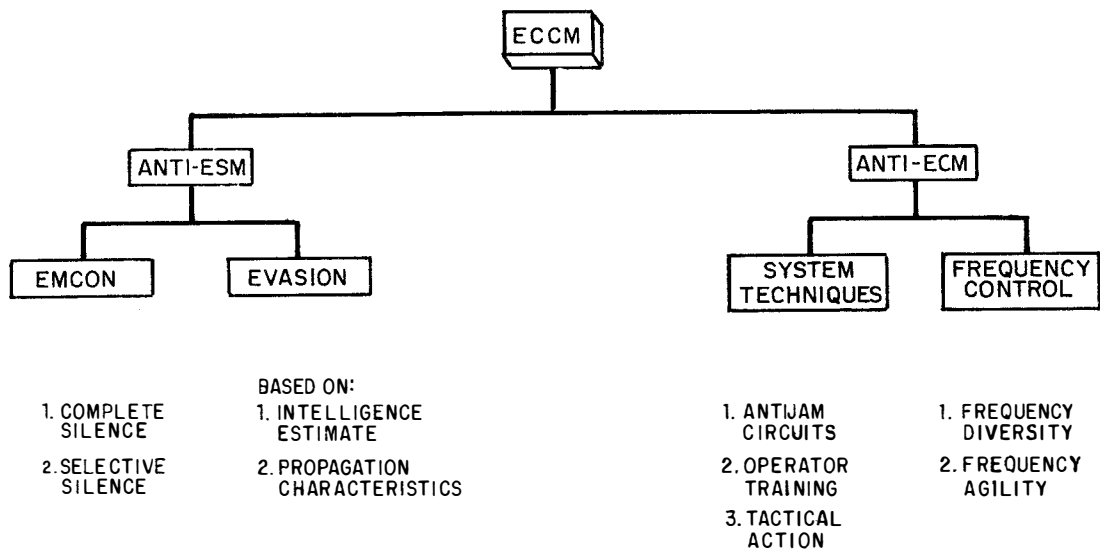 ECCM
ANTI-ESM
ANTI-ECM
EMCON
EVASION
SYSTEM
TECHNIQUES
FREQUENCY
CONTROL
1. COMPLETE
SILENCE
2. SELECTIVE
SILENCE
BASED ON:
1. INTELLIGENCE
ESTIMATE
2. PROPAGATION
CHARACTERISTICS
1. ANTIJAM
CIRCUITS
2. OPERATOR
TRAINING
3. TACTICAL
ACTION
1. FREQUENCY
DIVERSITY
2. FREQUENCY
AGILITY